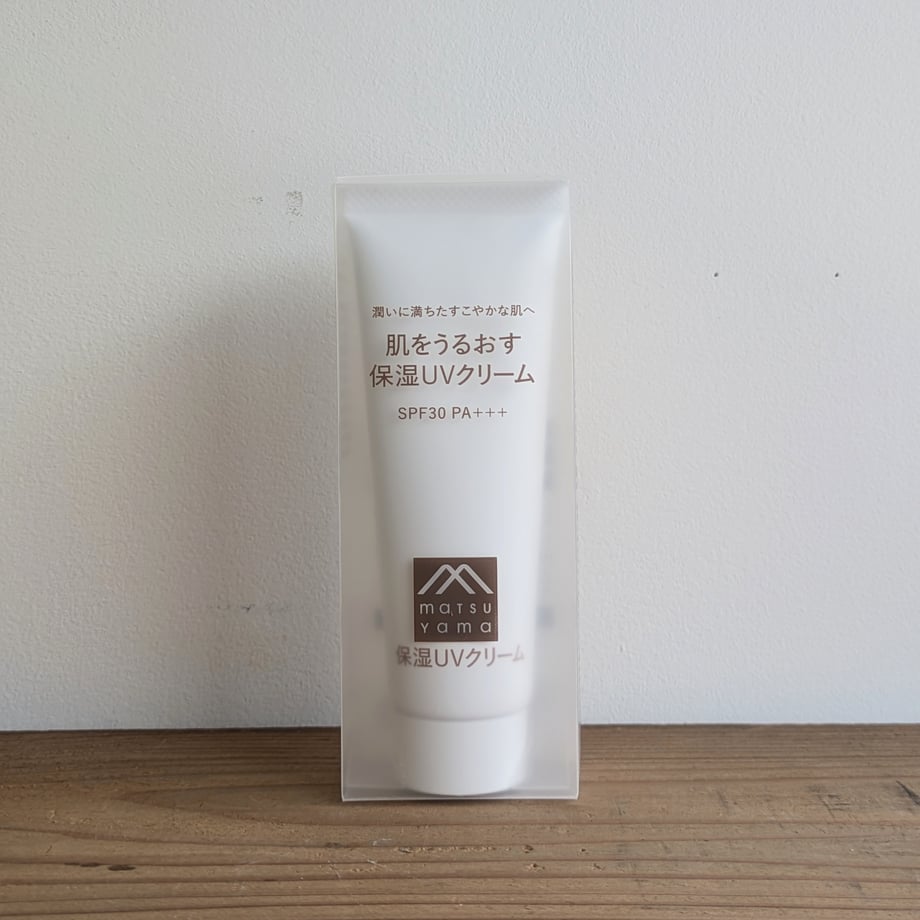 潤いに満ちたすこやかな肌へ
肌をうるおす
保湿UVクリーム
SPF30 PA+++
matsu
yama
保湿UVクリーム